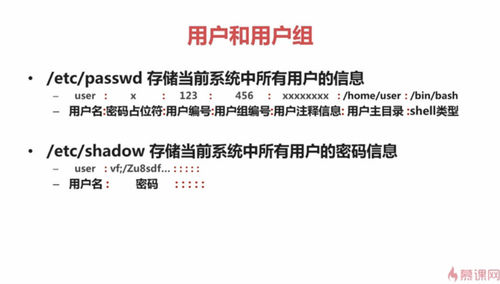 用户和用户组
• /etc/passwd 存储当前系统中所有用户的信息
– user : x : 123 : 456 : xxxxxxxx : /home/user : /bin/bash
– 用户名:密码占位符:用户编号:用户组编号:用户注释信息: 用户主目录 :shell类型
• /etc/shadow 存储当前系统中所有用户的密码信息
– user : vf;/Zu8sdf... : : : : :
– 用户名 : 密码 : : : : :
慕课网